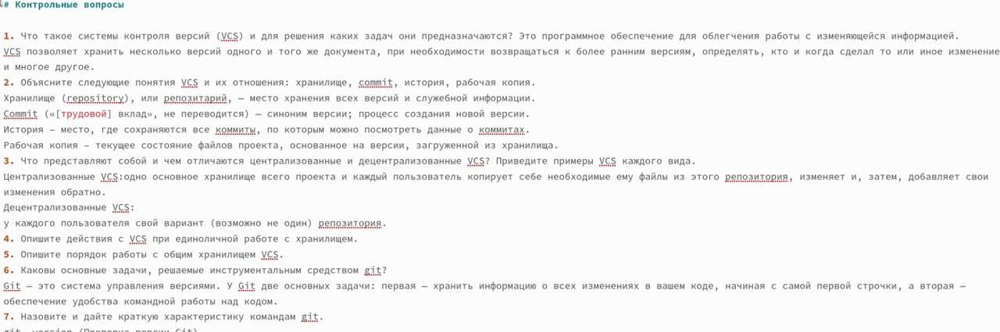 # Контрольные вопросы
1. Что такое системы контроля версий (VCS) и для решения каких задач они предназначаются? Это программное обеспечение для облегчения работы с изменяющейся информацией.
VCS позволяет хранить несколько версий одного и того же документа, при необходимости возвращаться к более ранним версиям, определять, кто и когда сделал то или иное изменение
и многое другое.
2. Объясните следующие понятия VCS и их отношения: хранилище, commit, история, рабочая копия.
Хранилище (repository), или репозитарий, — место хранения всех версий и служебной информации.
Commit («[трудовой] вклад», не переводится) — синоним версии; процесс создания новой версии.
История – место, где сохраняются все коммиты, по которым можно посмотреть данные о коммитах.
Рабочая копия – текущее состояние файлов проекта, основанное на версии, загруженной из хранилища.
3. Что представляют собой и чем отличаются централизованные и децентрализованные VCS? Приведите примеры VCS каждого вида.
Централизованные VCS:одно основное хранилище всего проекта и каждый пользователь копирует себе необходимые ему файлы из этого репозитория, изменяет и, затем, добавляет свои
изменения обратно.
Децентрализованные VCS:
у каждого пользователя свой вариант (возможно не один) репозитория.
4. Опишите действия с VCS при единоличной работе с хранилищем.
5. Опишите порядок работы с общим хранилищем VCS.
6. Каковы основные задачи, решаемые инструментальным средством git?
Git — это система управления версиями. У Git две основных задачи: первая — хранить информацию о всех изменениях в вашем коде, начиная с самой первой строчки, а вторая —
обеспечение удобства командной работы над кодом.
7. Назовите и дайте краткую характеристику командам git.
(Проверка версии Git)